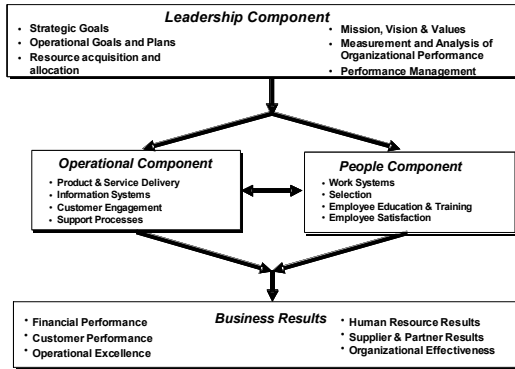 Leadership Component
• Strategic Goals
• Operational Goals and Plans
• Resource acquisition and
allocation
• Mission, Vision & Values
• Measurement and Analysis of
Organizational Performance
• Performance Management
Operational Component
• Product & Service Delivery
• Information Systems
• Customer Engagement
• Support Processes
People Component
• Work Systems
• Selection
• Employee Education & Training
• Employee Satisfaction
Business Results
• Financial Performance
• Customer Performance
• Operational Excellence
• Human Resource Results
• Supplier & Partner Results
• Organizational Effectiveness